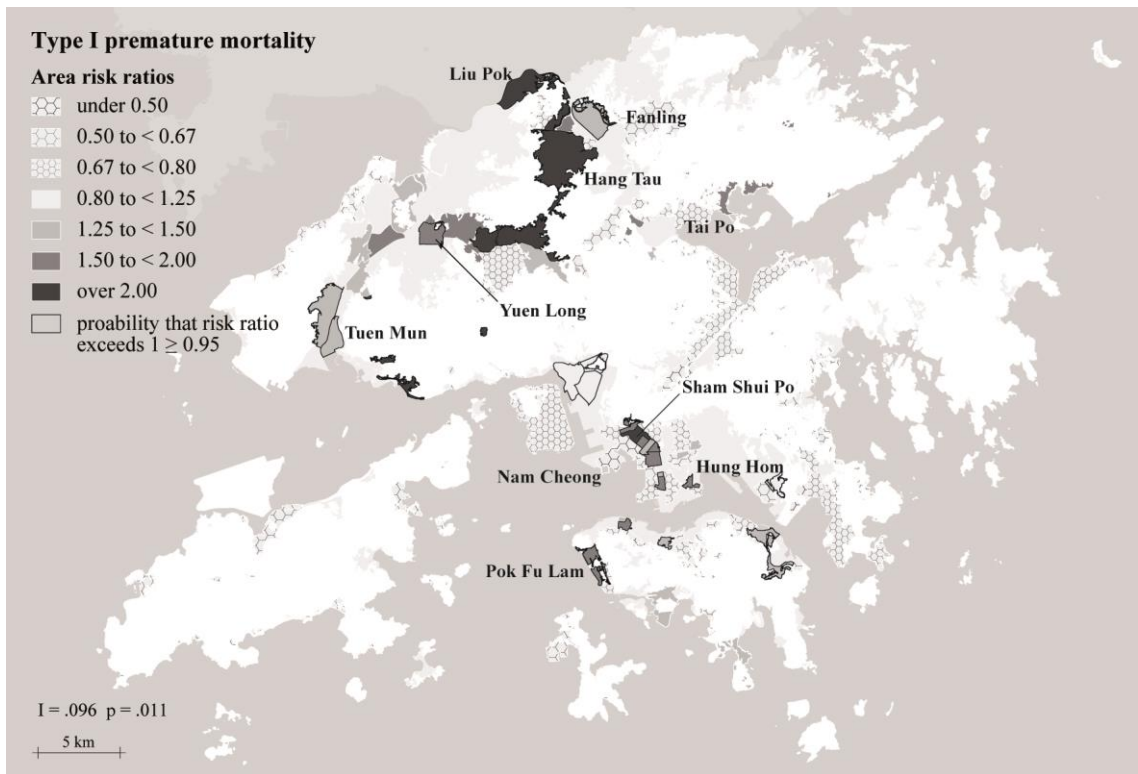 Type I premature mortality
Area risk ratios
under 0.50
0.50 to < 0.67
0.67 to < 0.80
0.80 to < 1.25
1.25 to < 1.50
1.50 to < 2.00
over 2.00
proability that risk ratio
exceeds 1 ≥ 0.95
Liu Pok
Fanling
Hang Tau
Tai Po
Yuen Long
Tuen Mun
Sham Shui Po
Nam Cheong
Hung Hom
Pok Fu Lam
I = .096 p = .011
5 km